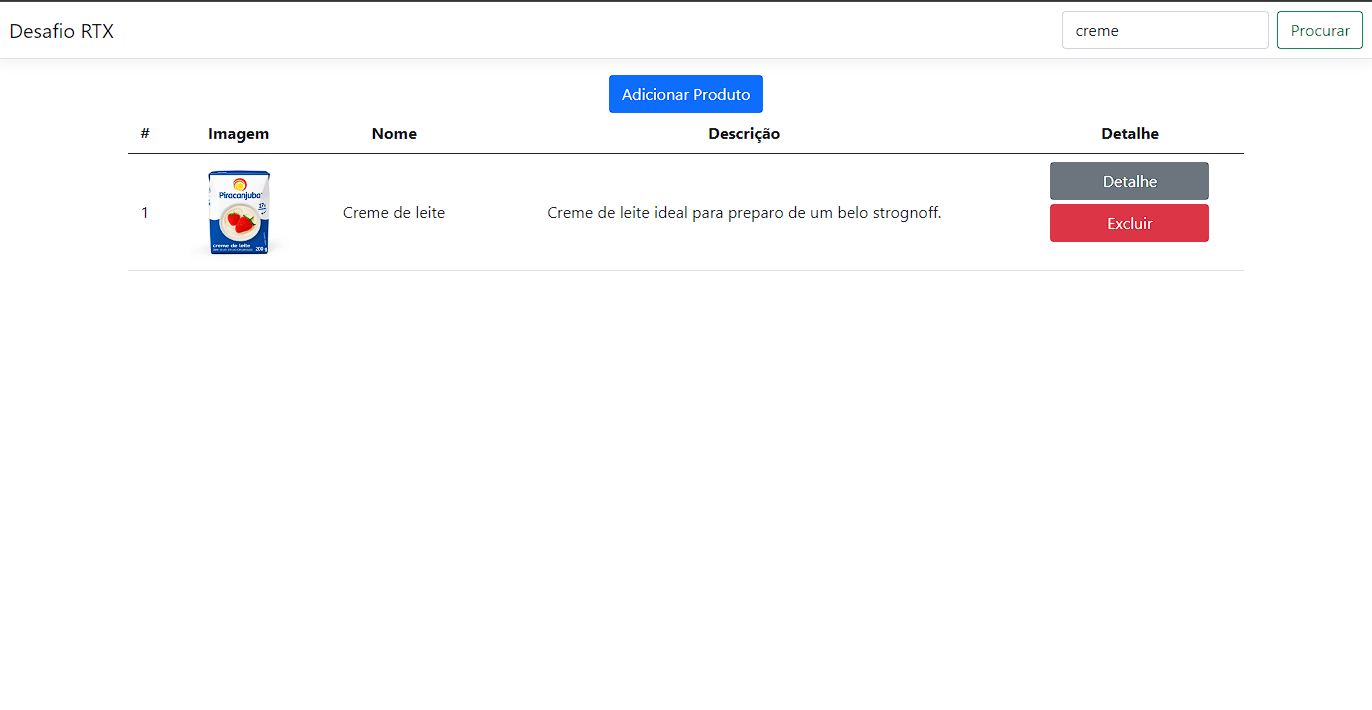 Desafio RTX
creme
Procurar
Adicionar Produto
# Imagem Nome Descrição Detalhe
1
Piracanjuba
creme de leite
200 g
Creme de leite
Creme de leite ideal para preparo de um belo strognoff.
Detalhe
Excluir